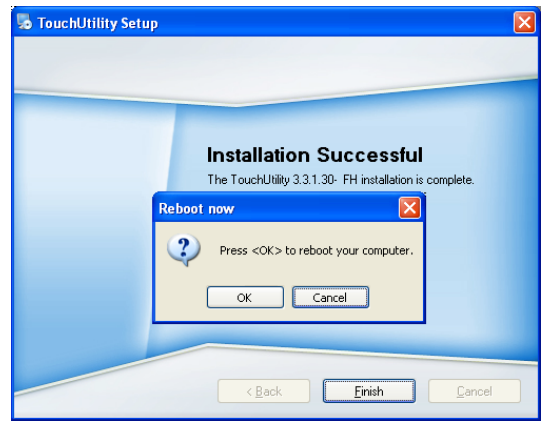 TouchUtility Setup
Installation Successful
The TouchUtility 3.3.1.30- FH installation is complete.
Reboot now
Press <OK> to reboot your computer.
OK Cancel
< Back Finish Cancel